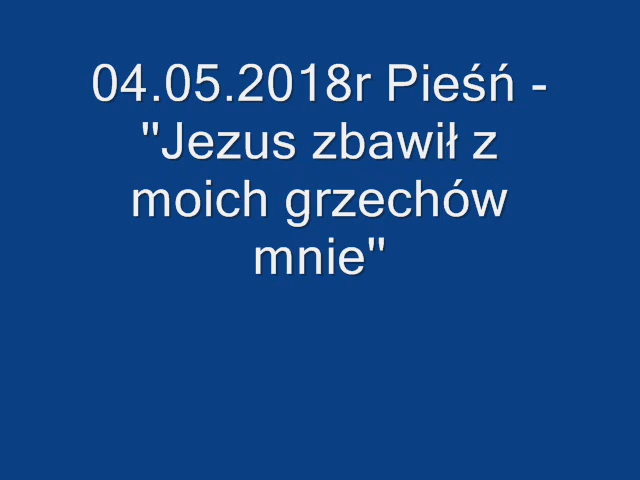 04.05.2018r Pieśń -
"Jezus zbawił z
moich grzechów
mnie"